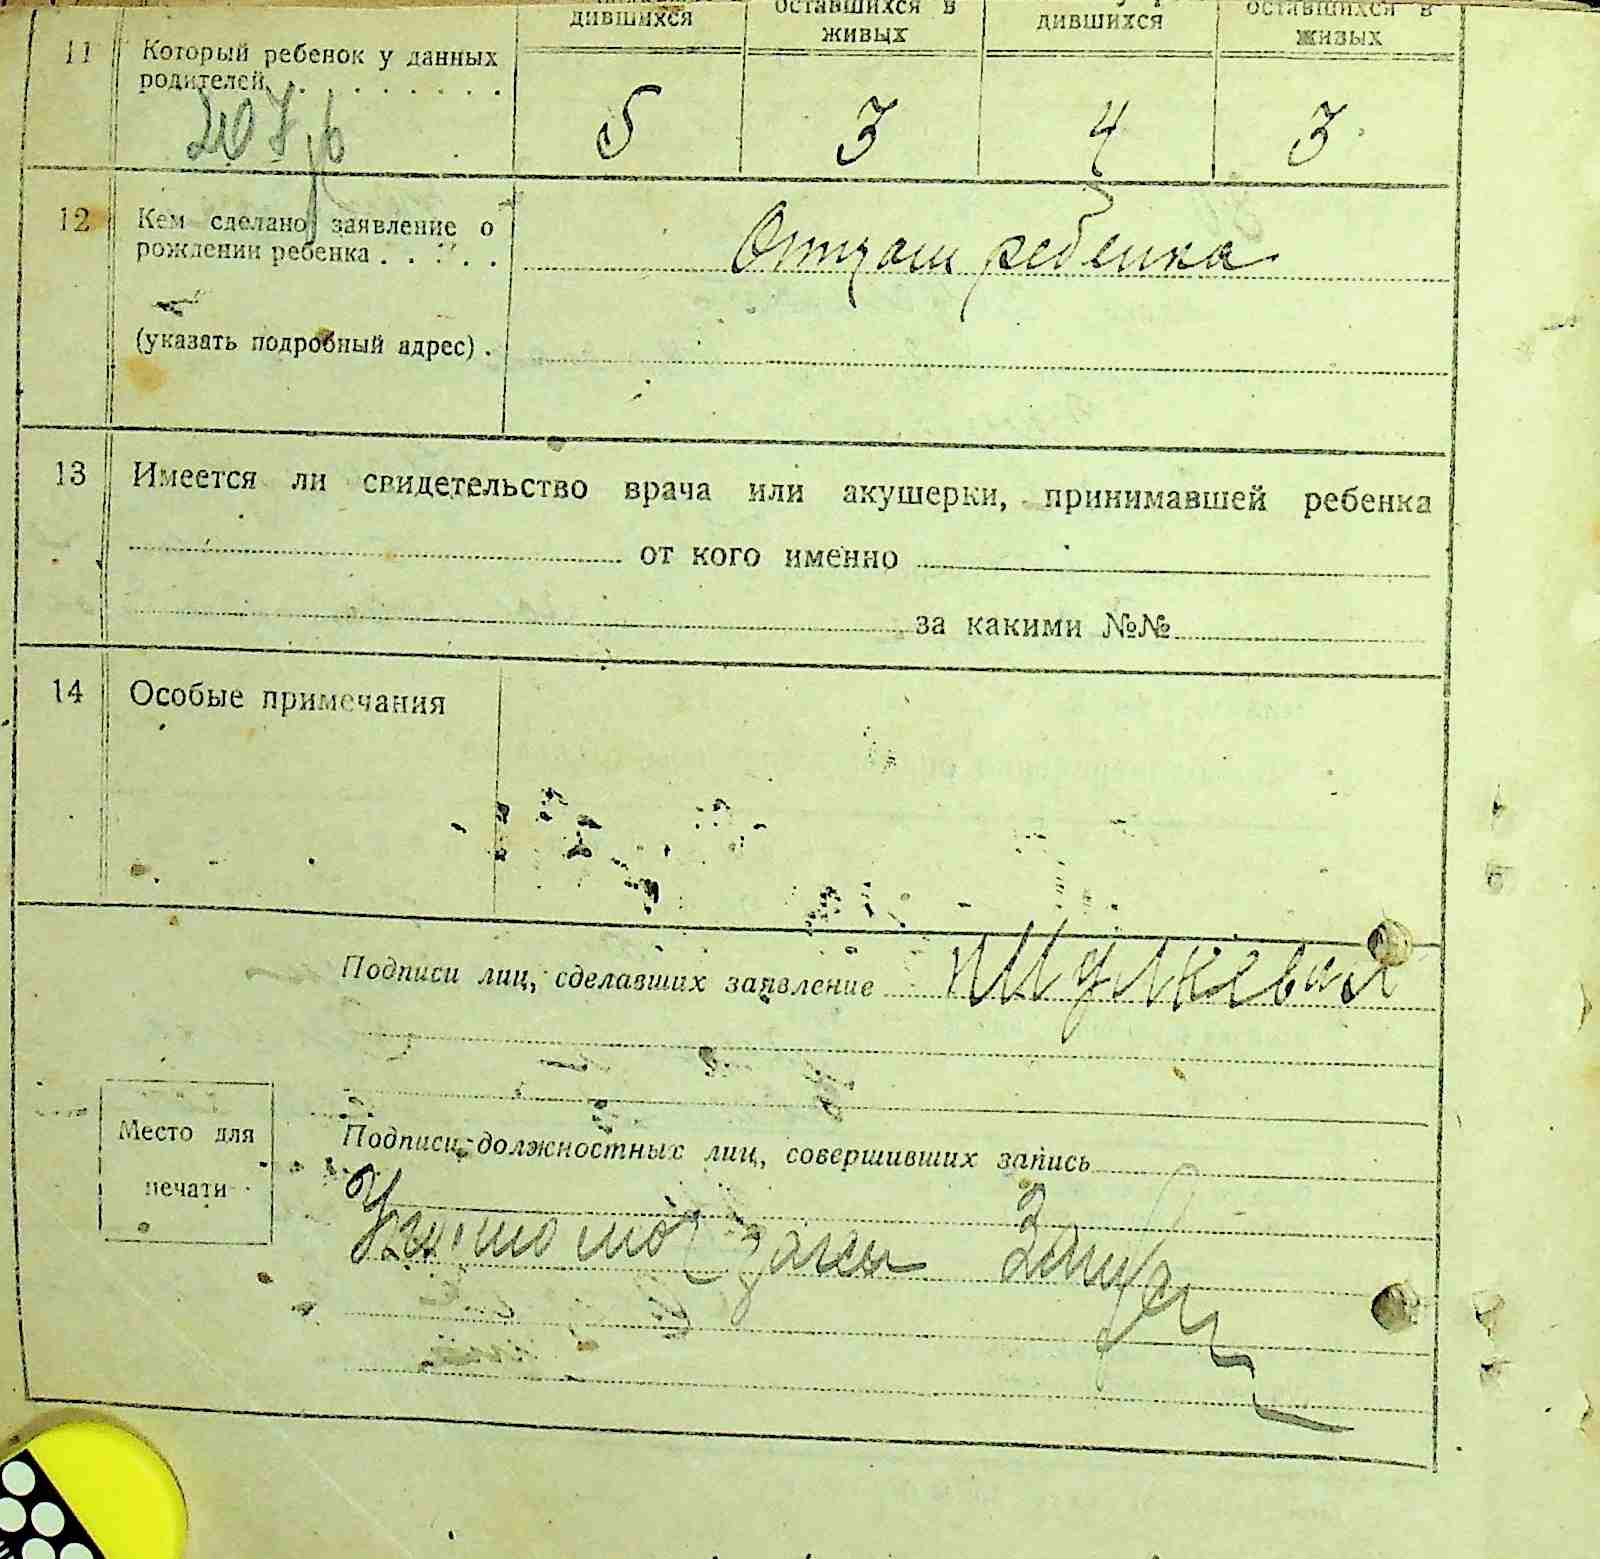 дившихся оставшихся в живых дившихся оставшихся в живых
11 Который ребенок у данных
родителей . . . . . . . . .
5 3 4 3
12 Кем сделано заявление о
рождении ребенка . . . . .
Отцом ребенка
(указать подробный адрес) .
13 Имеется ли свидетельство врача или акушерки, принимавшей ребенка
от кого именно
за какими №№
14 Особые примечания
Подписи лиц, сделавших заявление
Подписи должностных лиц, совершивших запись
Место для
печати